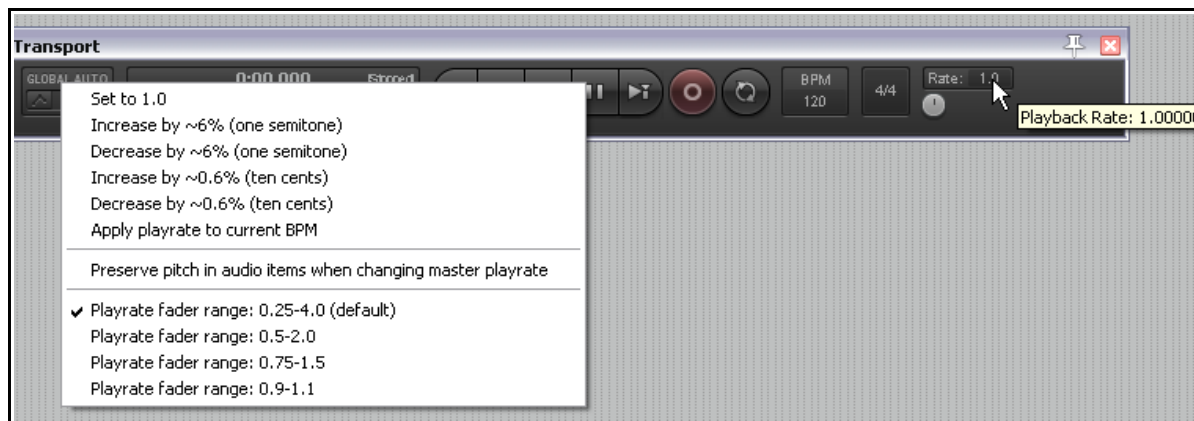 Transport
GLOBAL AUTO
0:00.000
Stopped
BPM
120
4/4
Rate: 1.0
Playback Rate: 1.0000
Set to 1.0
Increase by ~6% (one semitone)
Decrease by ~6% (one semitone)
Increase by ~0.6% (ten cents)
Decrease by ~0.6% (ten cents)
Apply playrate to current BPM
Preserve pitch in audio items when changing master playrate
Playrate fader range: 0.25-4.0 (default)
Playrate fader range: 0.5-2.0
Playrate fader range: 0.75-1.5
Playrate fader range: 0.9-1.1